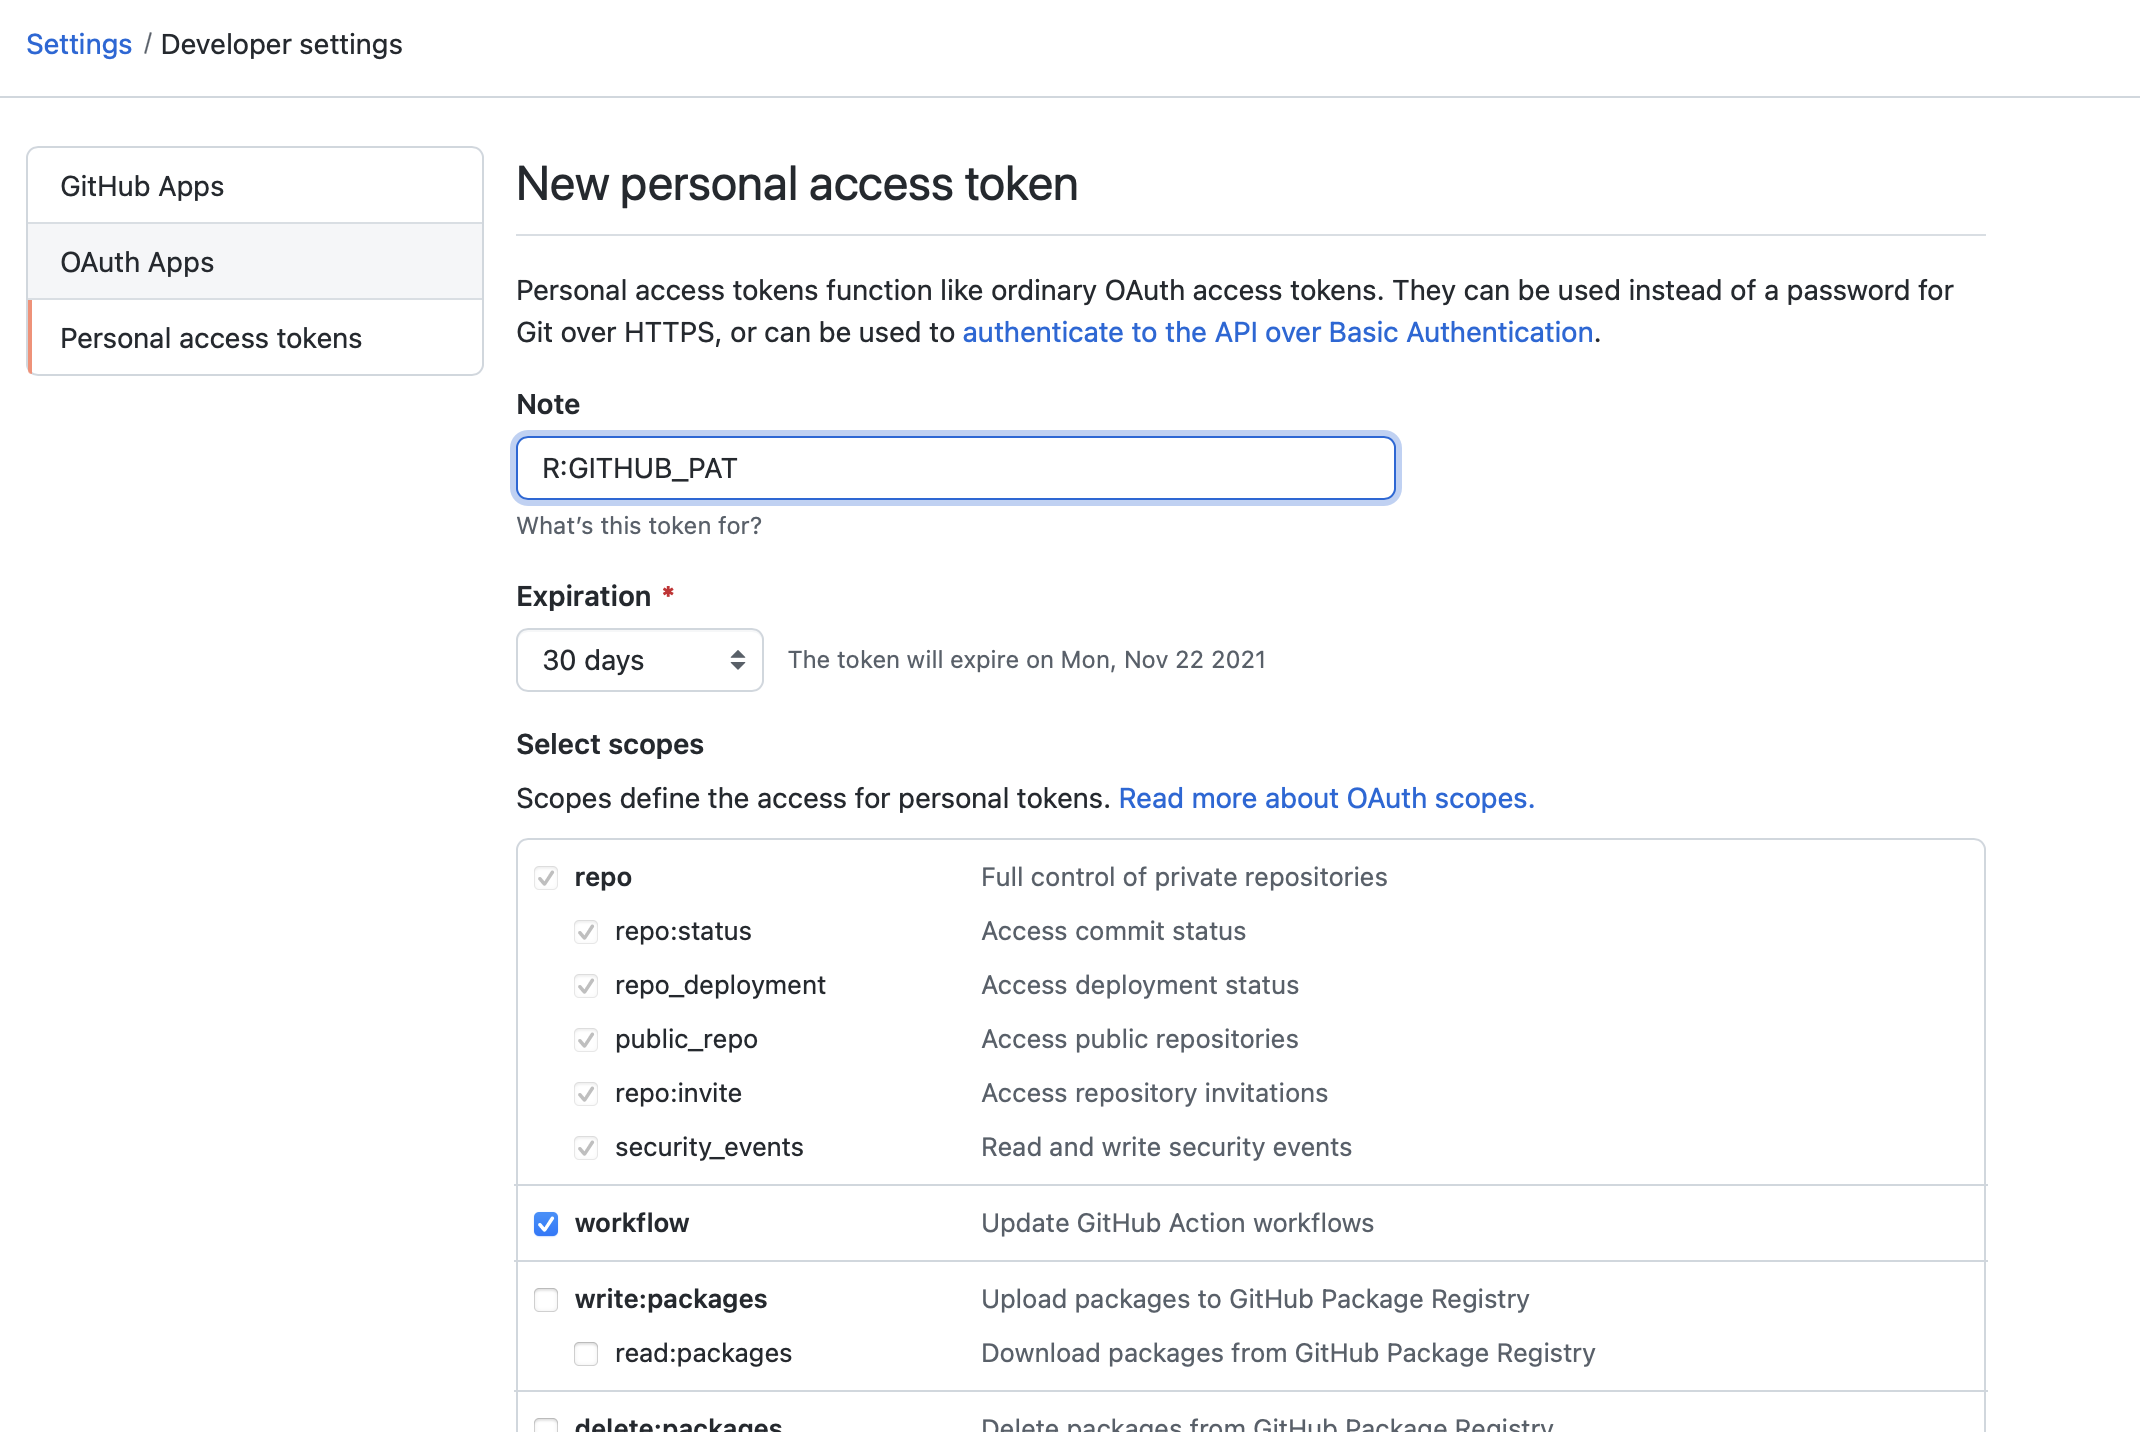 Settings / Developer settings
GitHub Apps
OAuth Apps
Personal access tokens
New personal access token
Personal access tokens function like ordinary OAuth access tokens. They can be used instead of a password for
Git over HTTPS, or can be used to authenticate to the API over Basic Authentication.
Note
R:GITHUB_PAT
What's this token for?
Expiration *
30 days The token will expire on Mon, Nov 22 2021
Select scopes
Scopes define the access for personal tokens. Read more about OAuth scopes.
repo Full control of private repositories
repo:status Access commit status
repo_deployment Access deployment status
public_repo Access public repositories
repo:invite Access repository invitations
security_events Read and write security events
workflow Update GitHub Action workflows
write:packages Upload packages to GitHub Package Registry
read:packages Download packages from GitHub Package Registry
delete:packages Delete packages from GitHub Package Registry